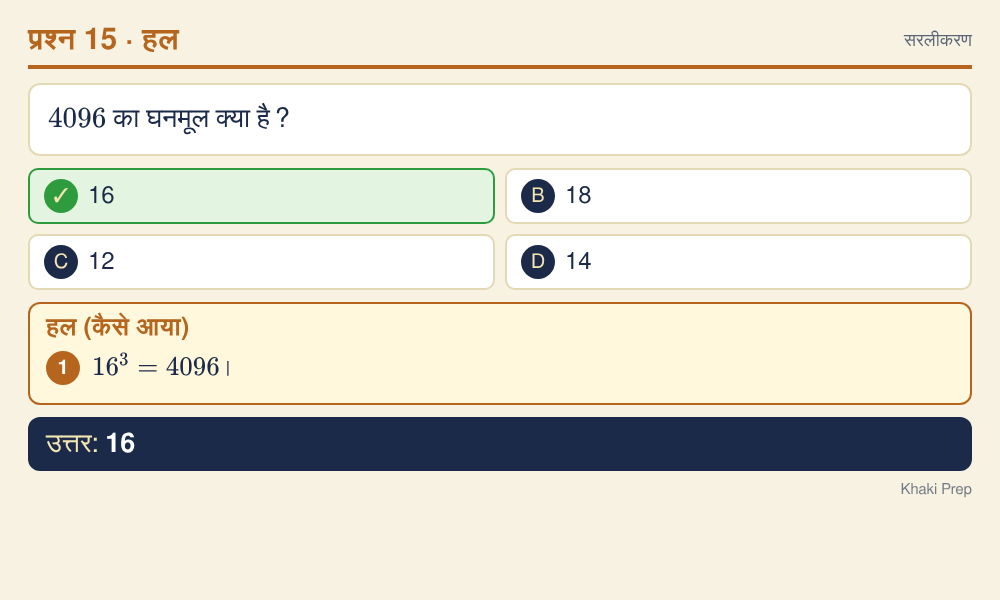 प्रश्न 15 · हल
सरलीकरण
4096 का घनमूल क्या है ?
✓ 16
B 18
C 12
D 14
हल (कैसे आया)
1 16³ = 4096।
उत्तर: 16
Khaki Prep